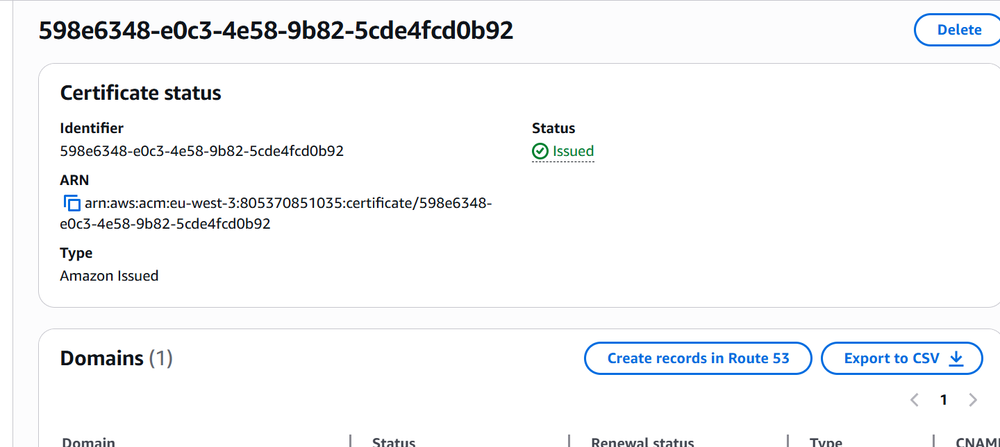 598e6348-e0c3-4e58-9b82-5cde4fcd0b92
Delete
Certificate status
Identifier
598e6348-e0c3-4e58-9b82-5cde4fcd0b92
Status
Issued
ARN
arn:aws:acm:eu-west-3:805370851035:certificate/598e6348-
e0c3-4e58-9b82-5cde4fcd0b92
Type
Amazon Issued
Domains (1)
Create records in Route 53
Export to CSV
1
Domain
Status
Renewal status
Type